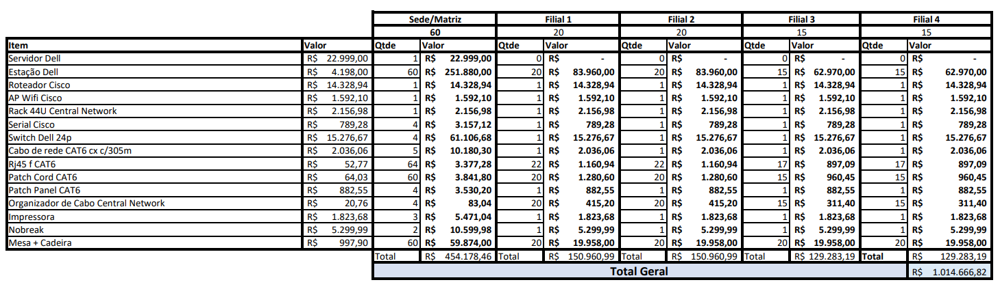 Sede/Matriz Filial 1 Filial 2 Filial 3 Filial 4
60 20 20 15 15
Item Valor Qtde Valor Qtde Valor Qtde Valor Qtde Valor Qtde Valor
Servidor Dell R$ 22.999,00 1 R$ 22.999,00 0 R$ - 0 R$ - 0 R$ - 0 R$ -
Estação Dell R$ 4.198,00 60 R$ 251.880,00 20 R$ 83.960,00 20 R$ 83.960,00 15 R$ 62.970,00 15 R$ 62.970,00
Roteador Cisco R$ 14.328,94 1 R$ 14.328,94 1 R$ 14.328,94 1 R$ 14.328,94 1 R$ 14.328,94 1 R$ 14.328,94
AP Wifi Cisco R$ 1.592,10 1 R$ 1.592,10 1 R$ 1.592,10 1 R$ 1.592,10 1 R$ 1.592,10 1 R$ 1.592,10
Rack 44U Central Network R$ 2.156,98 1 R$ 2.156,98 1 R$ 2.156,98 1 R$ 2.156,98 1 R$ 2.156,98 1 R$ 2.156,98
Serial Cisco R$ 789,28 4 R$ 3.157,12 1 R$ 789,28 1 R$ 789,28 1 R$ 789,28 1 R$ 789,28
Switch Dell 24p R$ 15.276,67 4 R$ 61.106,68 1 R$ 15.276,67 1 R$ 15.276,67 1 R$ 15.276,67 1 R$ 15.276,67
Cabo de rede CAT6 cx c/305m R$ 2.036,06 5 R$ 10.180,30 1 R$ 2.036,06 1 R$ 2.036,06 1 R$ 2.036,06 1 R$ 2.036,06
Rj45 f CAT6 R$ 52,77 64 R$ 3.377,28 22 R$ 1.160,94 22 R$ 1.160,94 17 R$ 897,09 17 R$ 897,09
Patch Cord CAT6 R$ 64,03 60 R$ 3.841,80 20 R$ 1.280,60 20 R$ 1.280,60 15 R$ 960,45 15 R$ 960,45
Patch Panel CAT6 R$ 882,55 4 R$ 3.530,20 1 R$ 882,55 1 R$ 882,55 1 R$ 882,55 1 R$ 882,55
Organizador de Cabo Central Network R$ 20,76 4 R$ 83,04 20 R$ 415,20 20 R$ 415,20 15 R$ 311,40 15 R$ 311,40
Impressora R$ 1.823,68 3 R$ 5.471,04 1 R$ 1.823,68 1 R$ 1.823,68 1 R$ 1.823,68 1 R$ 1.823,68
Nobreak R$ 5.299,99 2 R$ 10.599,98 1 R$ 5.299,99 1 R$ 5.299,99 1 R$ 5.299,99 1 R$ 5.299,99
Mesa + Cadeira R$ 997,90 60 R$ 59.874,00 20 R$ 19.958,00 20 R$ 19.958,00 20 R$ 19.958,00 20 R$ 19.958,00
Total R$ 454.178,46 Total R$ 150.960,99 Total R$ 150.960,99 Total R$ 129.283,19 Total R$ 129.283,19
Total Geral R$ 1.014.666,82